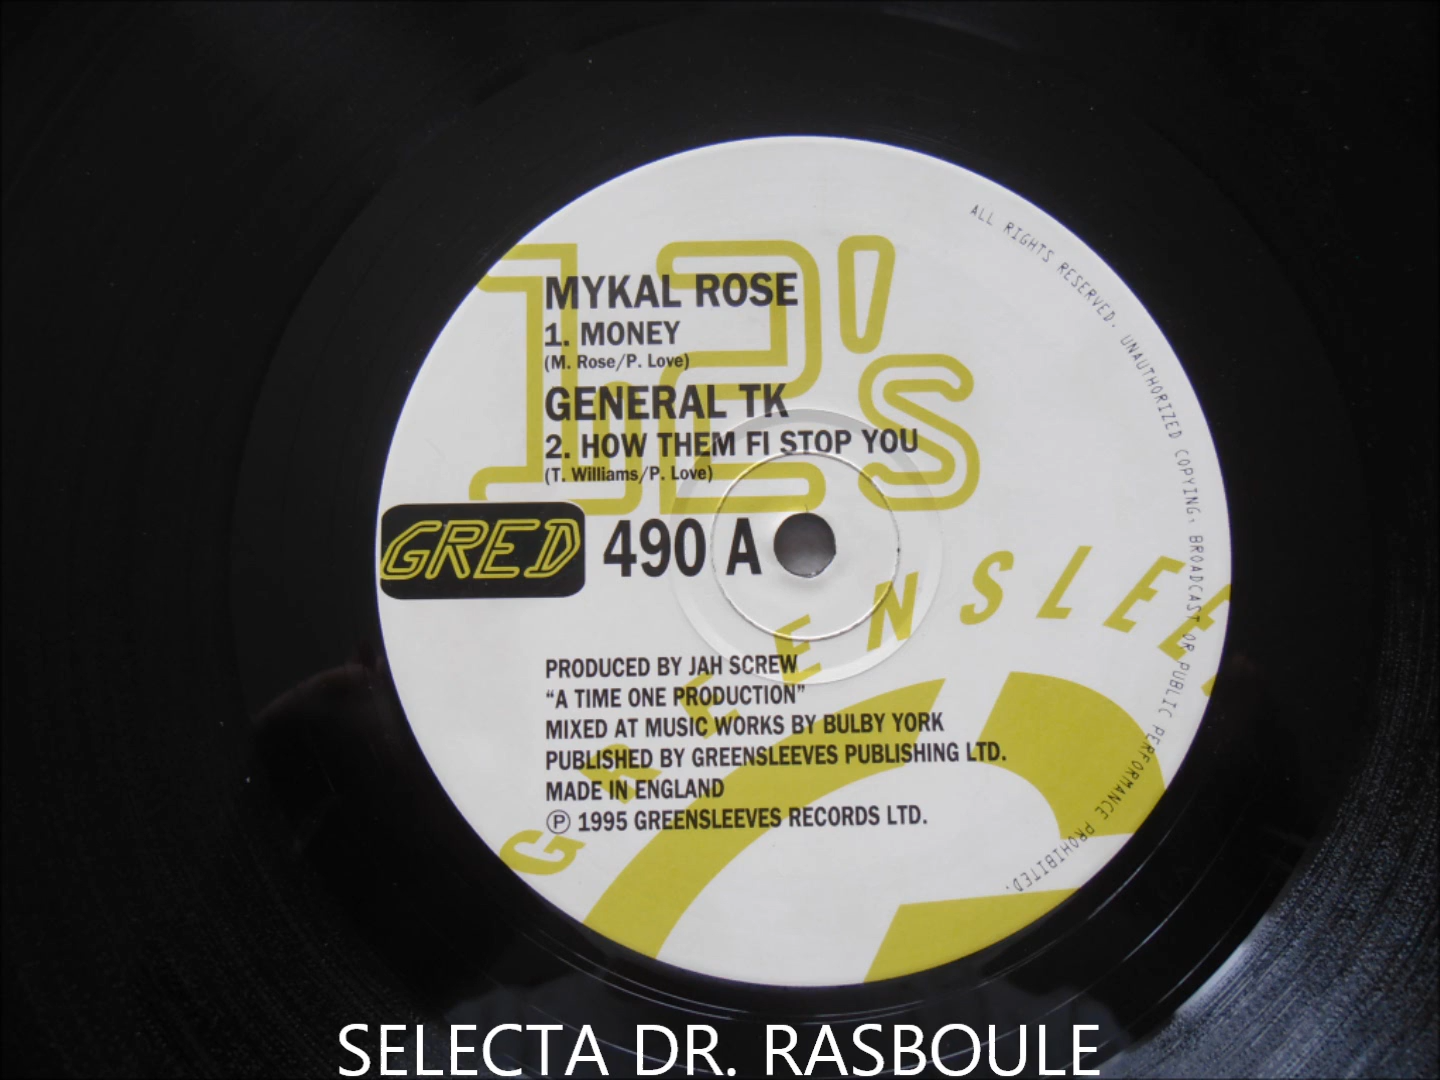 12's
MYKAL ROSE
1. MONEY
(M. Rose/P. Love)
GENERAL TK
2. HOW THEM FI STOP YOU
(T. Williams/P. Love)
GRED 490 A
GREENSLEE
PRODUCED BY JAH SCREW
“A TIME ONE PRODUCTION”
MIXED AT MUSIC WORKS BY BULBY YORK
PUBLISHED BY GREENSLEEVES PUBLISHING LTD.
MADE IN ENGLAND
Ⓟ 1995 GREENSLEEVES RECORDS LTD.
ALL RIGHTS RESERVED. UNAUTHORIZED COPYING, BROADCAST OR PUBLIC PERFORMANCE PROHIBITED.
SELECTA DR. RASBOULE